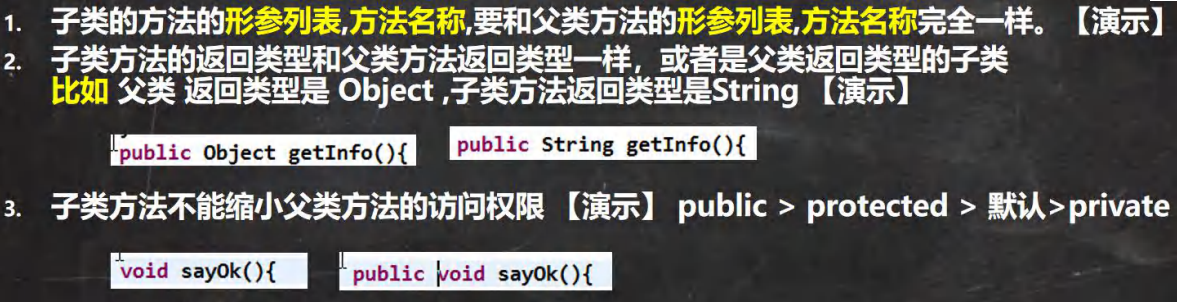 1. 子类的方法的形参列表,方法名称,要和父类方法的形参列表,方法名称完全一样。【演示】
2. 子类方法的返回类型和父类方法返回类型一样，或者是父类返回类型的子类
比如 父类 返回类型是 Object ,子类方法返回类型是String 【演示】
public Object getInfo(){ public String getInfo(){
3. 子类方法不能缩小父类方法的访问权限 【演示】 public > protected > 默认>private
void sayOk(){ public void sayOk(){